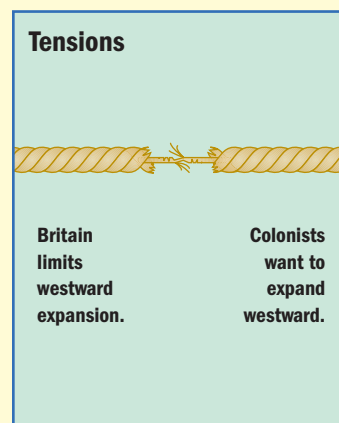 Tensions
Britain
limits
westward
expansion.
Colonists
want to
expand
westward.